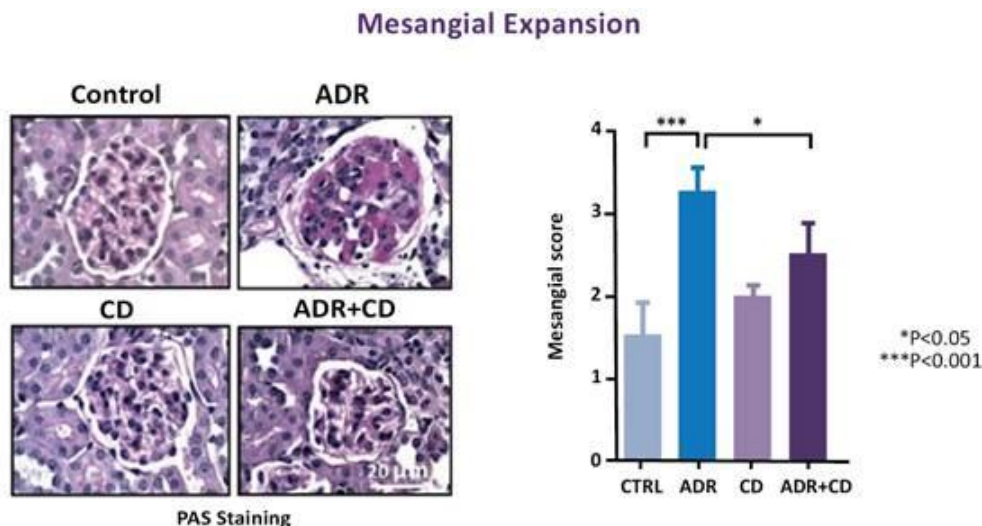 Mesangial Expansion
Control
ADR
CD
ADR+CD
20 µm
PAS Staining
Mesangial score
4
3
2
1
0
***
*
CTRL
ADR
CD
ADR+CD
*P<0.05
***P<0.001